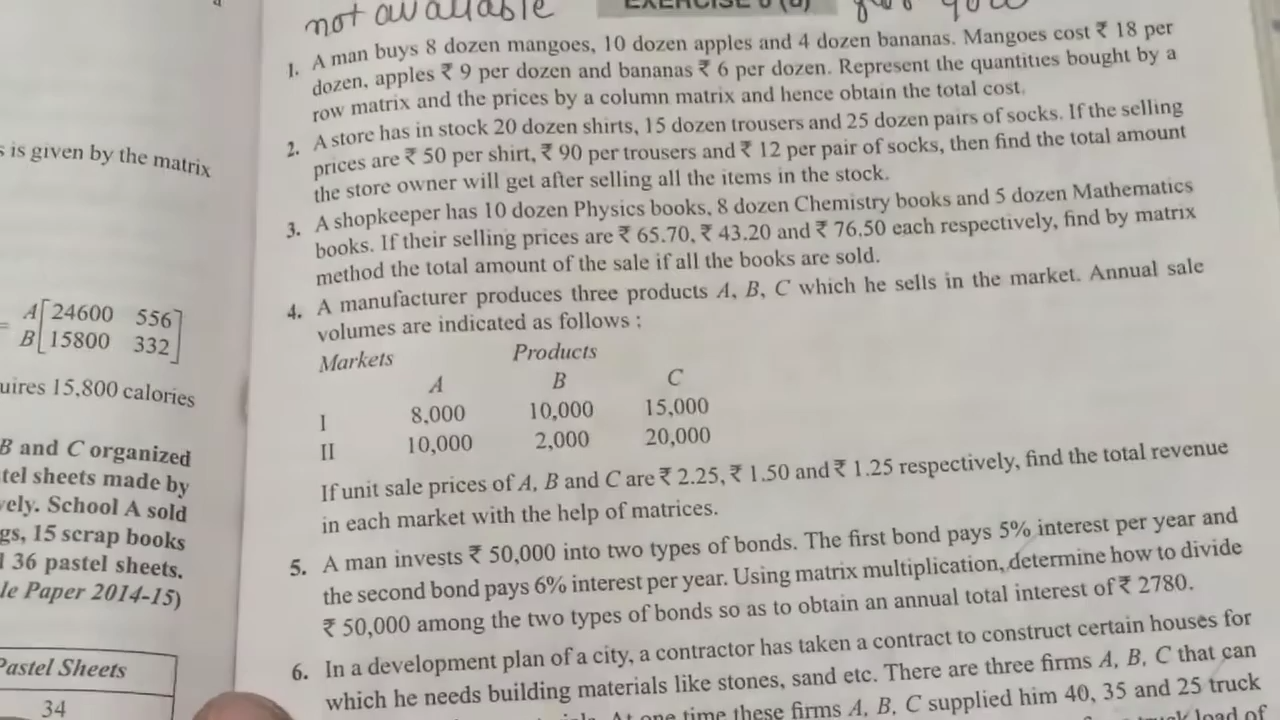 not available
EXERCISE
s is given by the matrix
A[24600 556]
= B[15800 332]
uires 15,800 calories
B and C organized
tel sheets made by
vely. School A sold
gs, 15 scrap books
36 pastel sheets.
le Paper 2014-15)
Pastel Sheets
34
1. A man buys 8 dozen mangoes, 10 dozen apples and 4 dozen bananas. Mangoes cost ₹ 18 per
dozen, apples ₹ 9 per dozen and bananas ₹ 6 per dozen. Represent the quantities bought by a
row matrix and the prices by a column matrix and hence obtain the total cost.
2. A store has in stock 20 dozen shirts, 15 dozen trousers and 25 dozen pairs of socks. If the selling
prices are ₹ 50 per shirt, ₹ 90 per trousers and ₹ 12 per pair of socks, then find the total amount
the store owner will get after selling all the items in the stock.
3. A shopkeeper has 10 dozen Physics books, 8 dozen Chemistry books and 5 dozen Mathematics
books. If their selling prices are ₹ 65.70, ₹ 43.20 and ₹ 76.50 each respectively, find by matrix
method the total amount of the sale if all the books are sold.
4. A manufacturer produces three products A, B, C which he sells in the market. Annual sale
volumes are indicated as follows :
Markets Products
A B C
I 8,000 10,000 15,000
II 10,000 2,000 20,000
If unit sale prices of A, B and C are ₹ 2.25, ₹ 1.50 and ₹ 1.25 respectively, find the total revenue
in each market with the help of matrices.
5. A man invests ₹ 50,000 into two types of bonds. The first bond pays 5% interest per year and
the second bond pays 6% interest per year. Using matrix multiplication, determine how to divide
₹ 50,000 among the two types of bonds so as to obtain an annual total interest of ₹ 2780.
6. In a development plan of a city, a contractor has taken a contract to construct certain houses for
which he needs building materials like stones, sand etc. There are three firms A, B, C that can
At one time these firms A, B, C supplied him 40, 35 and 25 truck
truck load of